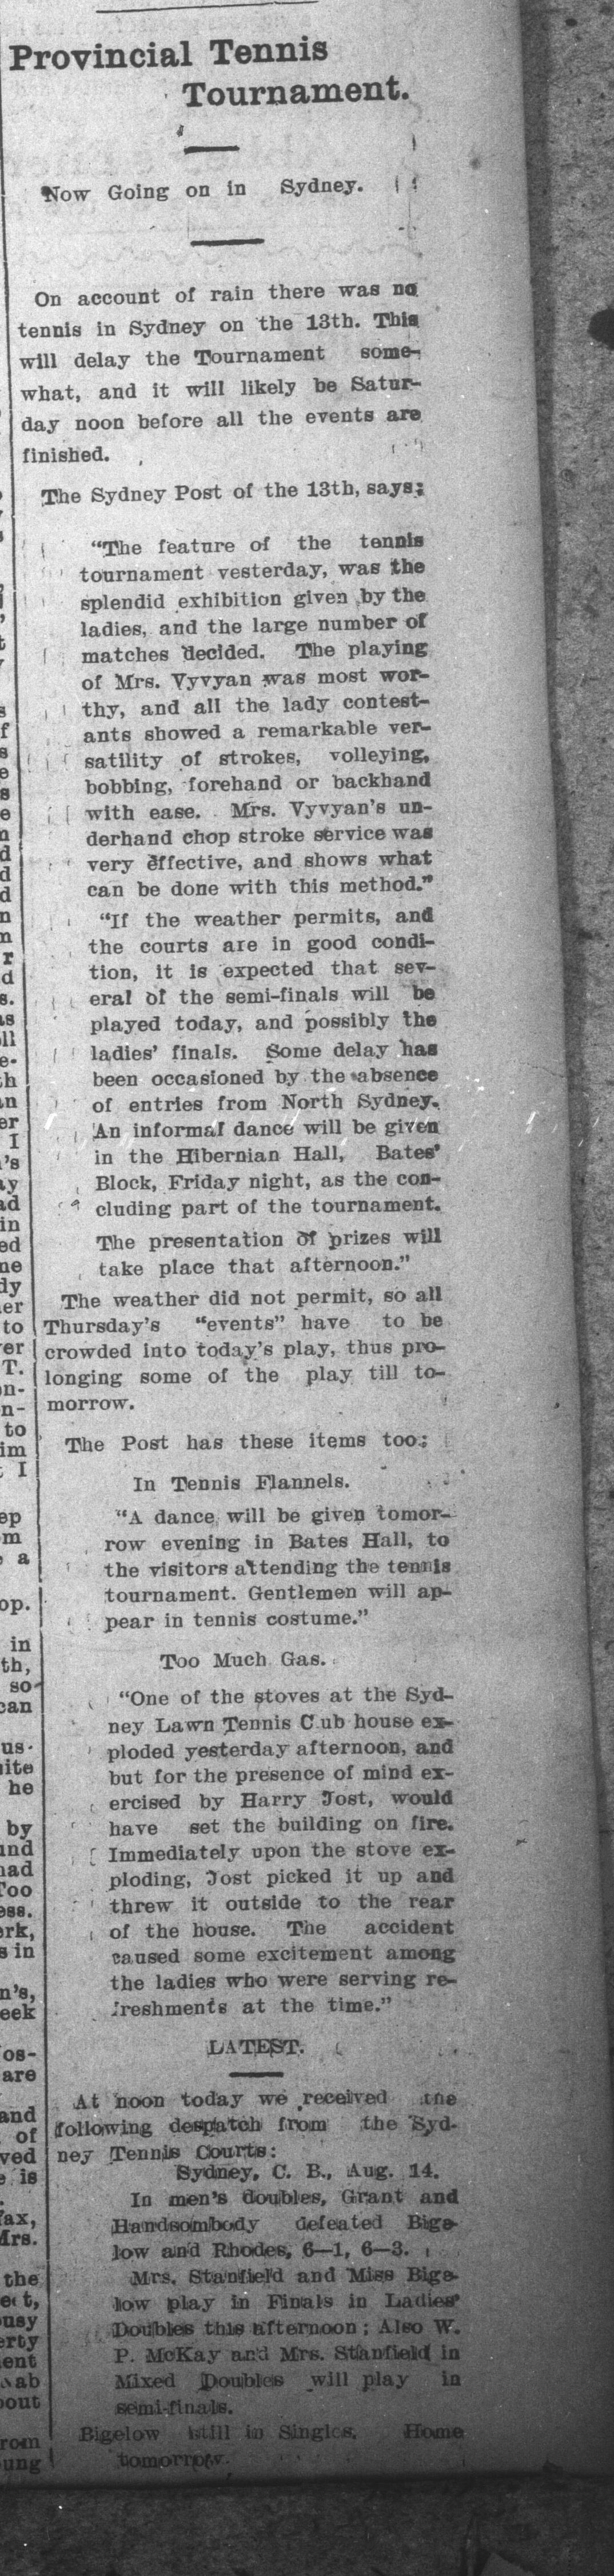 Provincial Tennis
Tournament.
Now Going on in Sydney.
On account of rain there was no
tennis in Sydney on the 13th. This
will delay the Tournament some-
what, and it will likely be Satur-
day noon before all the events are
finished.
The Sydney Post of the 13th, says;
"The feature of the tennis
tournament yesterday, was the
splendid exhibition given by the
ladies, and the large number of
matches decided. The playing
of Mrs. Vyvyan was most wor-
thy, and all the lady contest-
ants showed a remarkable ver-
satility of strokes, volleying,
bobbing, forehand or backhand
with ease. Mrs. Vyvyan's un-
derhand chop stroke service was
very effective, and shows what
can be done with this method."
"If the weather permits, and
the courts are in good condi-
tion, it is expected that sev-
eral of the semi-finals will be
played today, and possibly the
ladies' finals. Some delay has
been occasioned by the absence
of entries from North Sydney.
An informal dance will be given
in the Hibernian Hall, Bates'
Block, Friday night, as the con-
cluding part of the tournament.
The presentation of prizes will
take place that afternoon."
The weather did not permit, so all
Thursday's "events" have to be
crowded into today's play, thus pro-
longing some of the play till to-
morrow.
The Post has these items too;
In Tennis Flannels.
"A dance will be given tomor-
row evening in Bates Hall, to
the visitors attending the tennis
tournament. Gentlemen will ap-
pear in tennis costume."
Too Much Gas.
"One of the stoves at the Syd-
ney Lawn Tennis C ub house ex-
ploded yesterday afternoon, and
but for the presence of mind ex-
ercised by Harry Jost, would
have set the building on fire.
Immediately upon the stove ex-
ploding, Jost picked it up and
threw it outside to the rear
of the house. The accident
caused some excitement among
the ladies who were serving re-
freshments at the time."
LATEST.
At noon today we received the
following despatch from the Syd-
ney Tennis Courts:
Sydney, C. B., Aug. 14.
In men's doubles, Grant and
Handsombody defeated Bige-
low and Rhodes, 6—1, 6—3.
Mrs. Stanfield and Miss Bige-
low play in Finals in Ladies'
Doubles this afternoon; Also W.
P. McKay and Mrs. Stanfield in
Mixed Doubles will play in
semi-finals.
Bigelow still in Singles. Home
tomorrow.